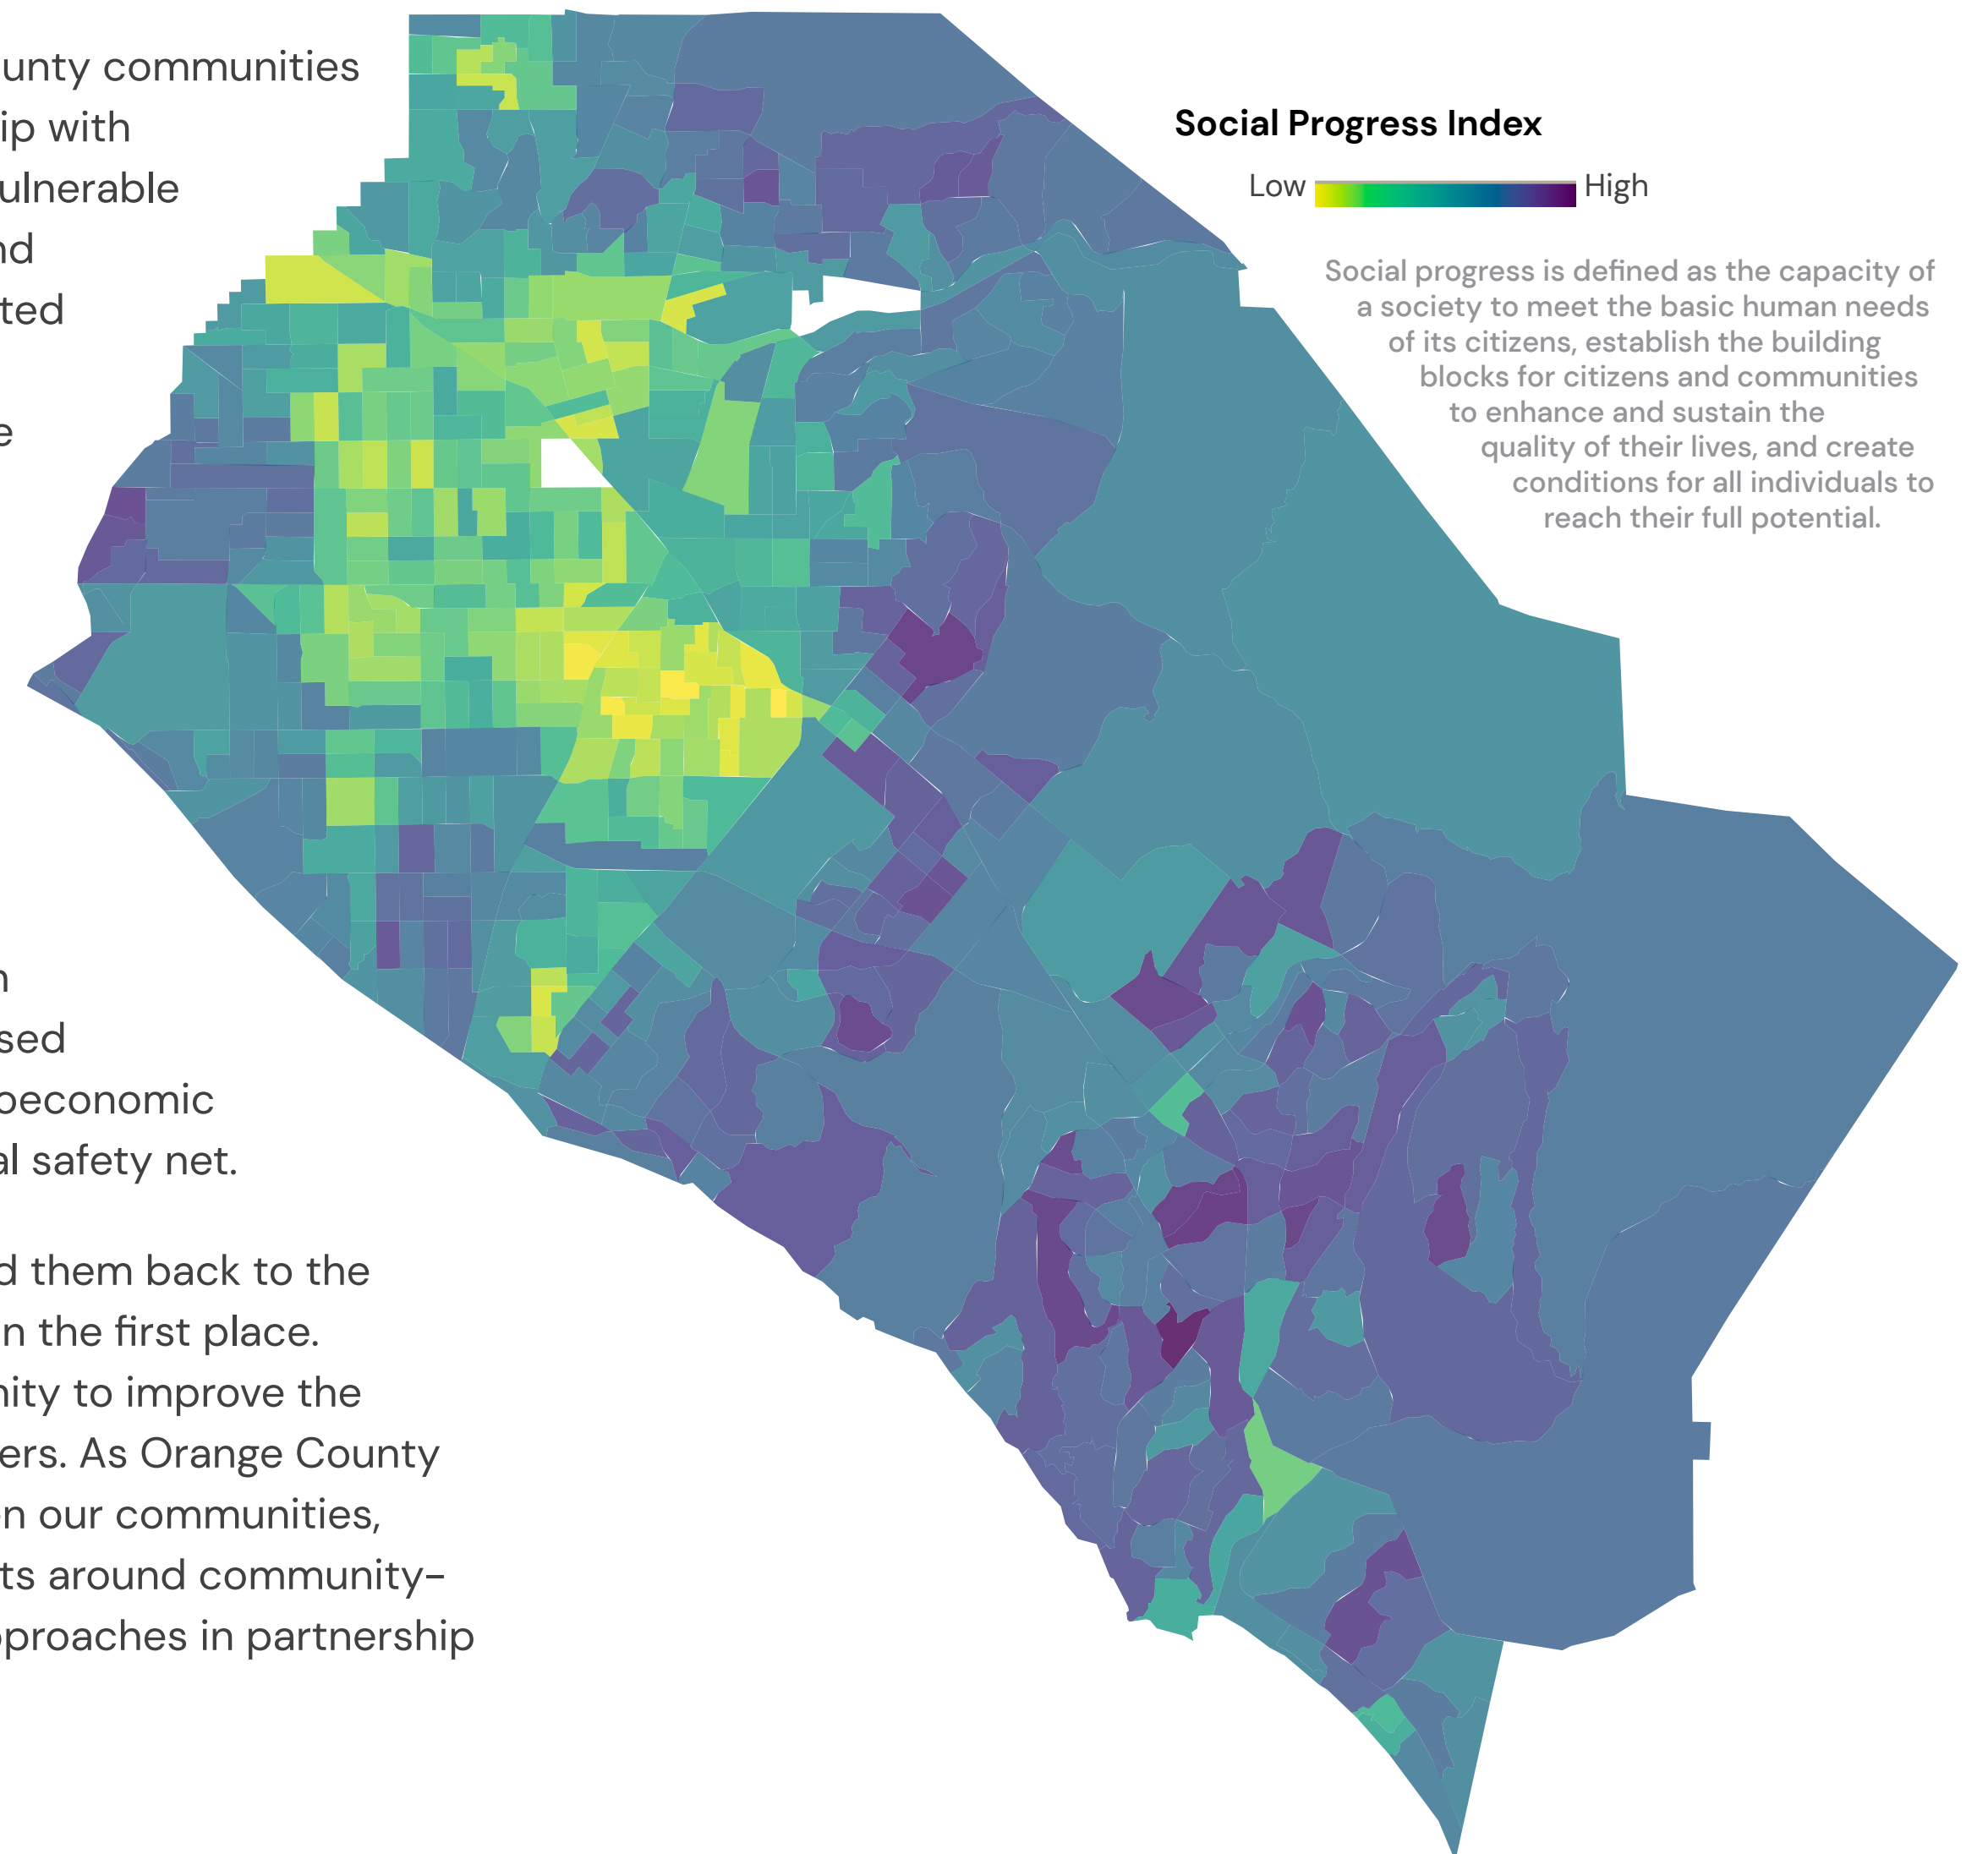 unty communities
ip with
ulnerable
nd
ted
e
n
sed
oeconomic
al safety net.
d them back to the
n the first place.
nity to improve the
ers. As Orange County
en our communities,
ts around community-
pproaches in partnership
Social Progress Index
Low
High
Social progress is defined as the capacity of
a society to meet the basic human needs
of its citizens, establish the building
blocks for citizens and communities
to enhance and sustain the
quality of their lives, and create
conditions for all individuals to
reach their full potential.